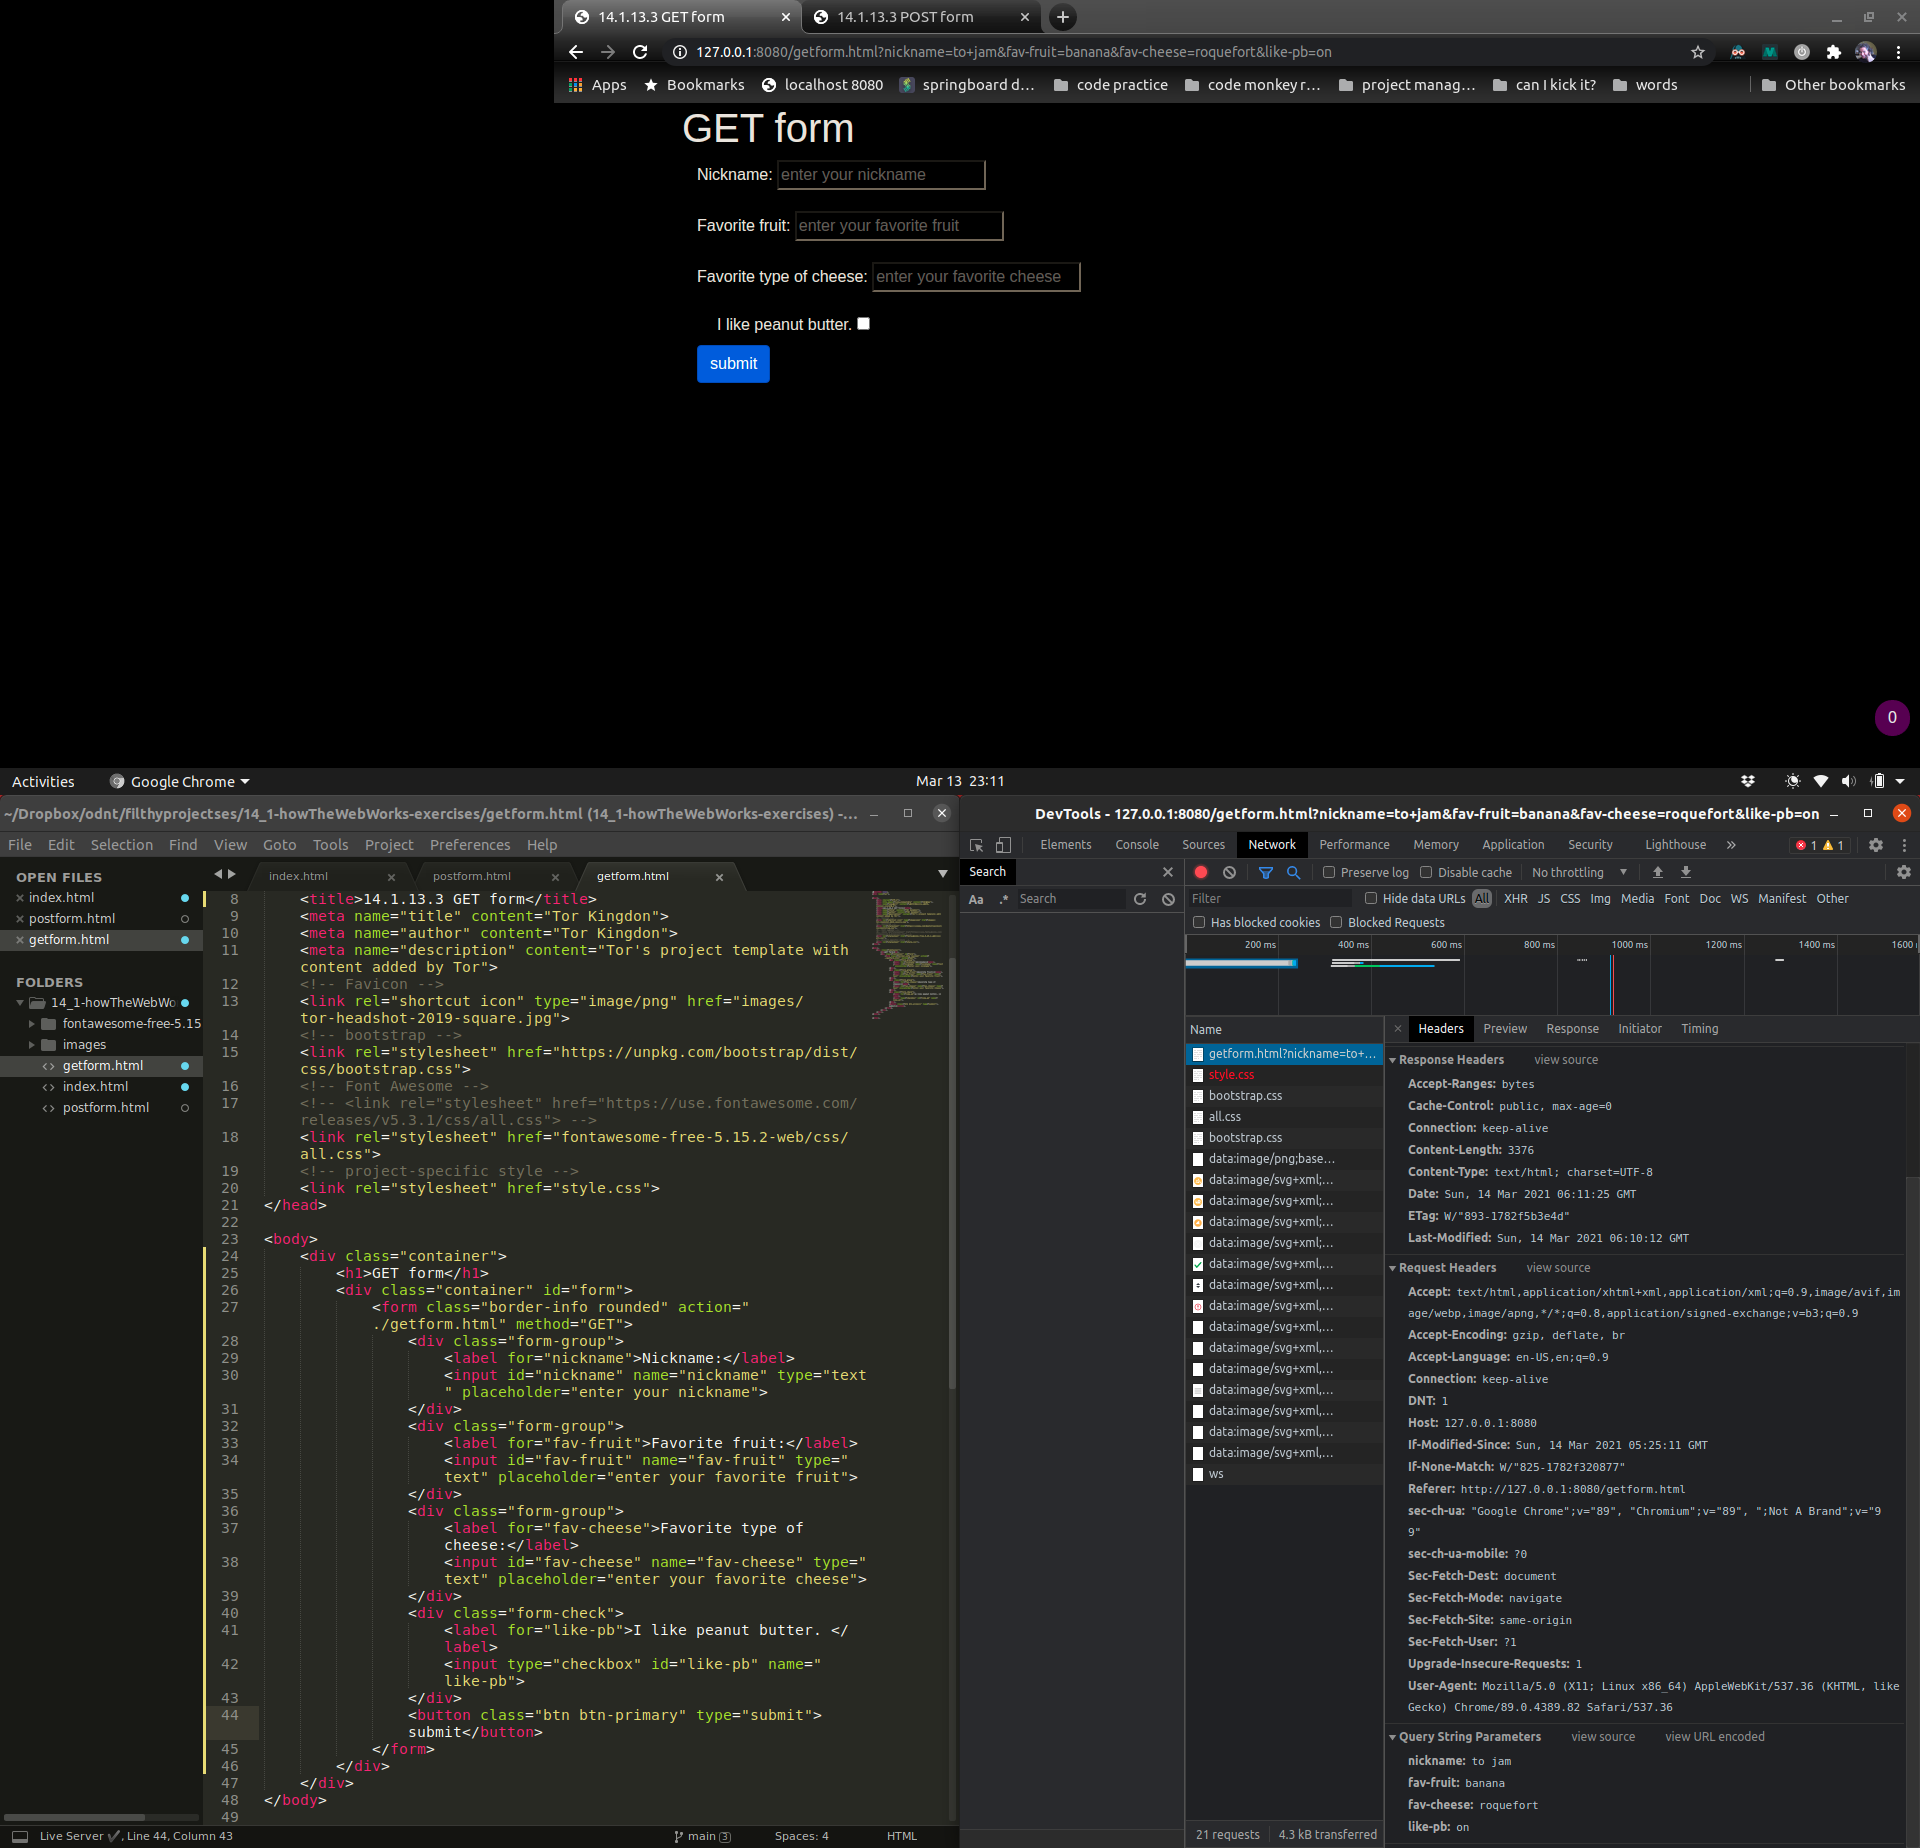 14.1.13.3 GET form
14.1.13.3 POST form
127.0.0.1:8080/getform.html?nickname=to+jam&fav-fruit=banana&fav-cheese=roquefort&like-pb=on
Apps Bookmarks localhost 8080 springboard d... code practice code monkey r... project manag... can I kick it? words Other bookmarks
GET form
Nickname: enter your nickname
Favorite fruit: enter your favorite fruit
Favorite type of cheese: enter your favorite cheese
I like peanut butter.
submit
0
Activities Google Chrome Mar 13 23:11
~/Dropbox/odnt/filthyprojectses/14_1-howTheWebWorks-exercises/getform.html (14_1-howTheWebWorks-exercises) -...
File Edit Selection Find View Goto Tools Project Preferences Help
OPEN FILES
index.html
postform.html
getform.html
FOLDERS
14_1-howTheWebWo
fontawesome-free-5.15
images
getform.html
index.html
postform.html
index.html postform.html getform.html
8 <title>14.1.13.3 GET form</title>
9 <meta name="title" content="Tor Kingdon">
10 <meta name="author" content="Tor Kingdon">
11 <meta name="description" content="Tor's project template with
content added by Tor">
12 <!-- Favicon -->
13 <link rel="shortcut icon" type="image/png" href="images/
tor-headshot-2019-square.jpg">
14 <!-- bootstrap -->
15 <link rel="stylesheet" href="https://unpkg.com/bootstrap/dist/
css/bootstrap.css">
16 <!-- Font Awesome -->
17 <!-- <link rel="stylesheet" href="https://use.fontawesome.com/
releases/v5.3.1/css/all.css"> -->
18 <link rel="stylesheet" href="fontawesome-free-5.15.2-web/css/
all.css">
19 <!-- project-specific style -->
20 <link rel="stylesheet" href="style.css">
21 </head>
22
23 <body>
24 <div class="container">
25 <h1>GET form</h1>
26 <div class="container" id="form">
27 <form class="border-info rounded" action="
./getform.html" method="GET">
28 <div class="form-group">
29 <label for="nickname">Nickname:</label>
30 <input id="nickname" name="nickname" type="text
" placeholder="enter your nickname">
31 </div>
32 <div class="form-group">
33 <label for="fav-fruit">Favorite fruit:</label>
34 <input id="fav-fruit" name="fav-fruit" type="
text" placeholder="enter your favorite fruit">
35 </div>
36 <div class="form-group">
37 <label for="fav-cheese">Favorite type of
cheese:</label>
38 <input id="fav-cheese" name="fav-cheese" type="
text" placeholder="enter your favorite cheese">
39 </div>
40 <div class="form-check">
41 <label for="like-pb">I like peanut butter. </
label>
42 <input type="checkbox" id="like-pb" name="
like-pb">
43 </div>
44 <button class="btn btn-primary" type="submit">
submit</button>
45 </form>
46 </div>
47 </div>
48 </body>
49
Live Server ✔, Line 44, Column 43 main 3 Spaces: 4 HTML
DevTools - 127.0.0.1:8080/getform.html?nickname=to+jam&fav-fruit=banana&fav-cheese=roquefort&like-pb=on
Elements Console Sources Network Performance Memory Application Security Lighthouse » 1 1
Search
Aa .* Search
Preserve log Disable cache No throttling
Filter Hide data URLs All XHR JS CSS Img Media Font Doc WS Manifest Other
Has blocked cookies Blocked Requests
200 ms 400 ms 600 ms 800 ms 1000 ms 1200 ms 1400 ms 1600
Name
getform.html?nickname=to+...
style.css
bootstrap.css
all.css
bootstrap.css
data:image/png;base...
data:image/svg+xml;...
data:image/svg+xml;...
data:image/svg+xml;...
data:image/svg+xml;...
data:image/svg+xml,...
data:image/svg+xml,...
data:image/svg+xml,...
data:image/svg+xml,...
data:image/svg+xml,...
data:image/svg+xml,...
data:image/svg+xml,...
data:image/svg+xml,...
data:image/svg+xml,...
data:image/svg+xml,...
ws
21 requests 4.3 kB transferred
Headers Preview Response Initiator Timing
Response Headers view source
Accept-Ranges: bytes
Cache-Control: public, max-age=0
Connection: keep-alive
Content-Length: 3376
Content-Type: text/html; charset=UTF-8
Date: Sun, 14 Mar 2021 06:11:25 GMT
ETag: W/"893-1782f5b3e4d"
Last-Modified: Sun, 14 Mar 2021 06:10:12 GMT
Request Headers view source
Accept: text/html,application/xhtml+xml,application/xml;q=0.9,image/avif,im
age/webp,image/apng,*/*;q=0.8,application/signed-exchange;v=b3;q=0.9
Accept-Encoding: gzip, deflate, br
Accept-Language: en-US,en;q=0.9
Connection: keep-alive
DNT: 1
Host: 127.0.0.1:8080
If-Modified-Since: Sun, 14 Mar 2021 05:25:11 GMT
If-None-Match: W/"825-1782f320877"
Referer: http://127.0.0.1:8080/getform.html
sec-ch-ua: "Google Chrome";v="89", "Chromium";v="89", ";Not A Brand";v="9
9"
sec-ch-ua-mobile: ?0
Sec-Fetch-Dest: document
Sec-Fetch-Mode: navigate
Sec-Fetch-Site: same-origin
Sec-Fetch-User: ?1
Upgrade-Insecure-Requests: 1
User-Agent: Mozilla/5.0 (X11; Linux x86_64) AppleWebKit/537.36 (KHTML, like
Gecko) Chrome/89.0.4389.82 Safari/537.36
Query String Parameters view source view URL encoded
nickname: to jam
fav-fruit: banana
fav-cheese: roquefort
like-pb: on